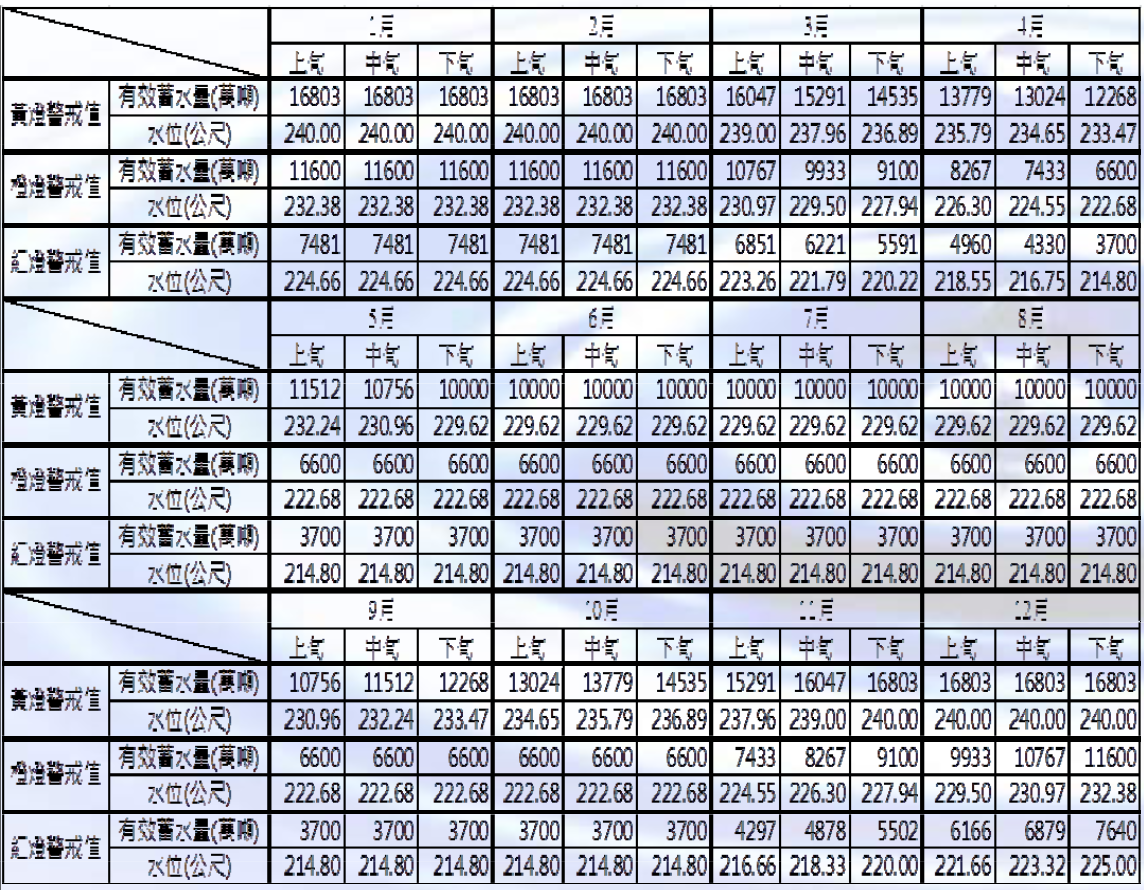 1月 2月 3月 4月
上旬 中旬 下旬 上旬 中旬 下旬 上旬 中旬 下旬 上旬 中旬 下旬
黃燈警戒值 有效蓄水量(萬噸) 16803 16803 16803 16803 16803 16803 16047 15291 14535 13779 13024 12268
水位(公尺) 240.00 240.00 240.00 240.00 240.00 240.00 239.00 237.96 236.89 235.79 234.65 233.47
橙燈警戒值 有效蓄水量(萬噸) 11600 11600 11600 11600 11600 11600 10767 9933 9100 8267 7433 6600
水位(公尺) 232.38 232.38 232.38 232.38 232.38 232.38 230.97 229.50 227.94 226.30 224.55 222.68
紅燈警戒值 有效蓄水量(萬噸) 7481 7481 7481 7481 7481 7481 6851 6221 5591 4960 4330 3700
水位(公尺) 224.66 224.66 224.66 224.66 224.66 224.66 223.26 221.79 220.22 218.55 216.75 214.80
5月 6月 7月 8月
上旬 中旬 下旬 上旬 中旬 下旬 上旬 中旬 下旬 上旬 中旬 下旬
黃燈警戒值 有效蓄水量(萬噸) 11512 10756 10000 10000 10000 10000 10000 10000 10000 10000 10000 10000
水位(公尺) 232.24 230.96 229.62 229.62 229.62 229.62 229.62 229.62 229.62 229.62 229.62 229.62
橙燈警戒值 有效蓄水量(萬噸) 6600 6600 6600 6600 6600 6600 6600 6600 6600 6600 6600 6600
水位(公尺) 222.68 222.68 222.68 222.68 222.68 222.68 222.68 222.68 222.68 222.68 222.68 222.68
紅燈警戒值 有效蓄水量(萬噸) 3700 3700 3700 3700 3700 3700 3700 3700 3700 3700 3700 3700
水位(公尺) 214.80 214.80 214.80 214.80 214.80 214.80 214.80 214.80 214.80 214.80 214.80 214.80
9月 10月 11月 12月
上旬 中旬 下旬 上旬 中旬 下旬 上旬 中旬 下旬 上旬 中旬 下旬
黃燈警戒值 有效蓄水量(萬噸) 10756 11512 12268 13024 13779 14535 15291 16047 16803 16803 16803 16803
水位(公尺) 230.96 232.24 233.47 234.65 235.79 236.89 237.96 239.00 240.00 240.00 240.00 240.00
橙燈警戒值 有效蓄水量(萬噸) 6600 6600 6600 6600 6600 6600 7433 8267 9100 9933 10767 11600
水位(公尺) 222.68 222.68 222.68 222.68 222.68 222.68 224.55 226.30 227.94 229.50 230.97 232.38
紅燈警戒值 有效蓄水量(萬噸) 3700 3700 3700 3700 3700 3700 4297 4878 5502 6166 6879 7640
水位(公尺) 214.80 214.80 214.80 214.80 214.80 214.80 216.66 218.33 220.00 221.66 223.32 225.00